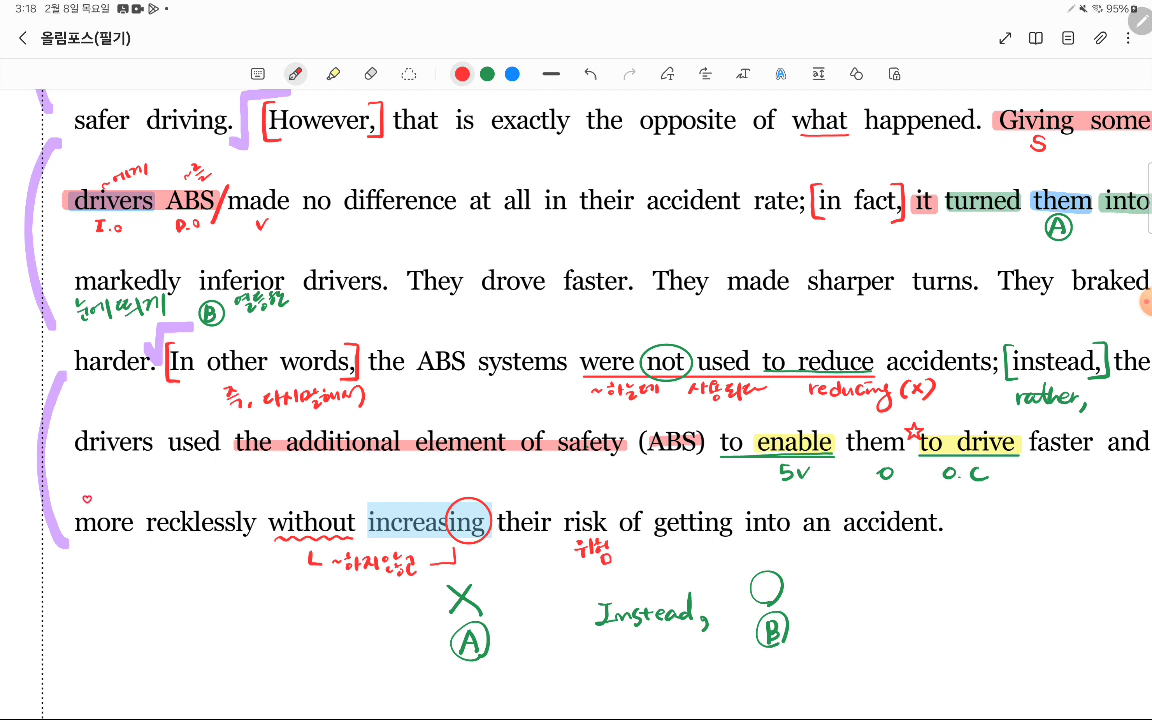 3:18 2월 8일 목요일
95%
올림포스(필기)
safer driving. [However,] that is exactly the opposite of what happened. Giving some
S
~에게 ~를
drivers ABS / made no difference at all in their accident rate; [in fact,] it turned them into
I.O D.O V A
markedly inferior drivers. They drove faster. They made sharper turns. They braked
눈에띄게 B 열등한
harder. [In other words,] the ABS systems were not used to reduce accidents; [instead,] the
즉, 다시말해서) ~하는데 사용되다 reducing (X) rather,
drivers used the additional element of safety (ABS) to enable them ☆ to drive faster and
5V O O.C
more recklessly without increasing their risk of getting into an accident.
~하지않고 위험
X Instead, O
A B